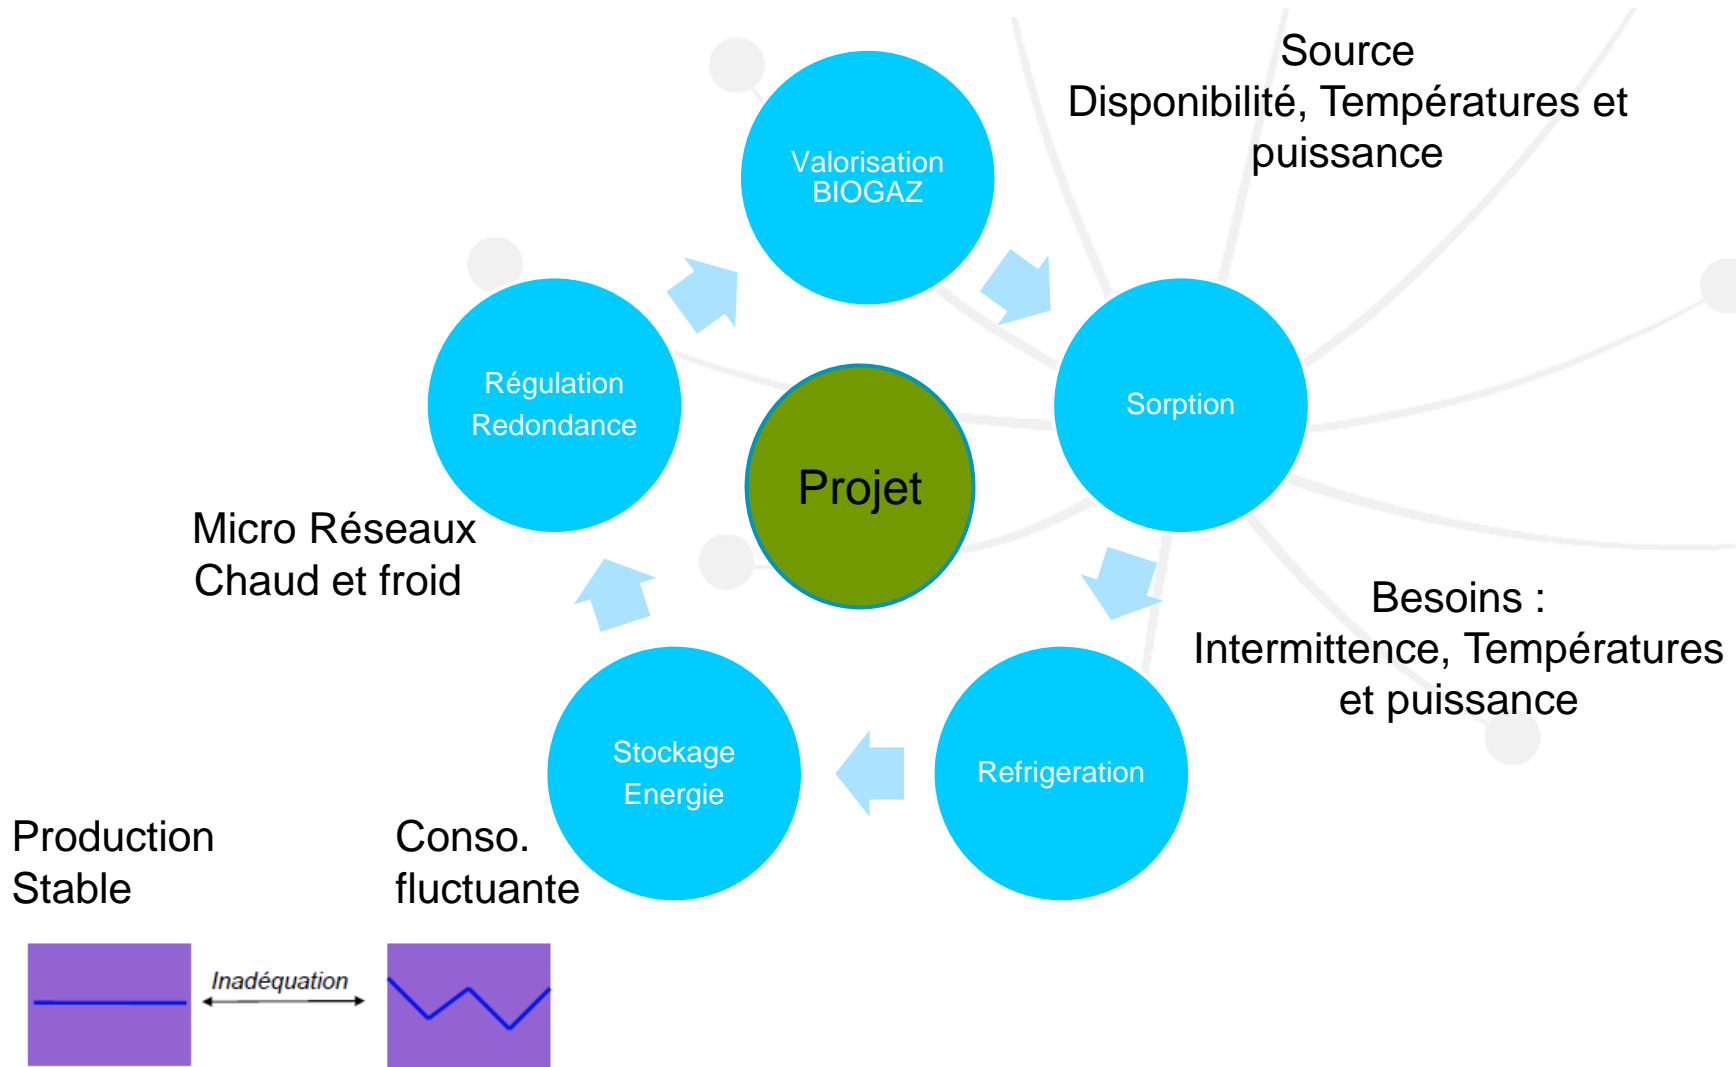 Source
Disponibilité, Températures et
puissance
Valorisation
BIOGAZ
Régulation
Redondance
Sorption
Projet
Micro Réseaux
Chaud et froid
Besoins :
Intermittence, Températures
et puissance
Stockage
Energie
Refrigeration
Production
Stable
Conso.
fluctuante
Inadéquation